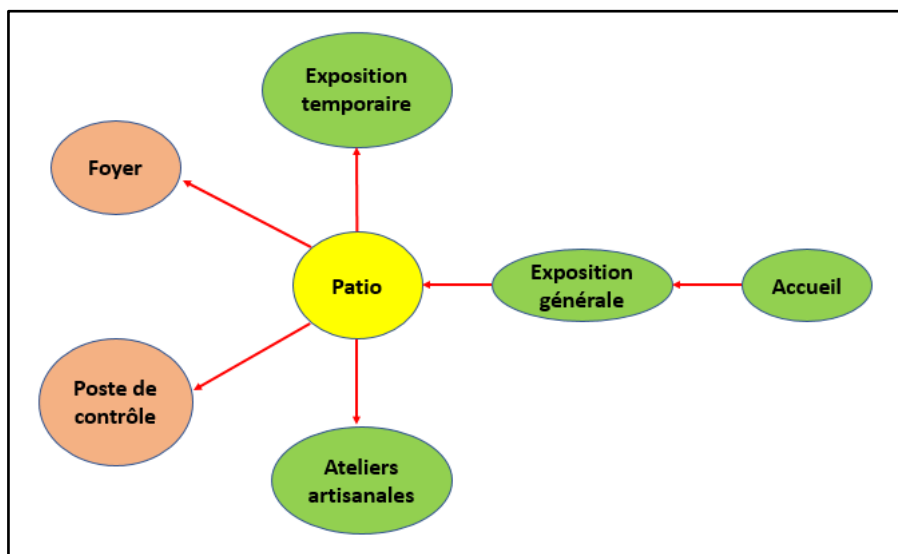 Exposition
temporaire
Foyer
Patio
Exposition
générale
Accueil
Poste de
contrôle
Ateliers
artisanales